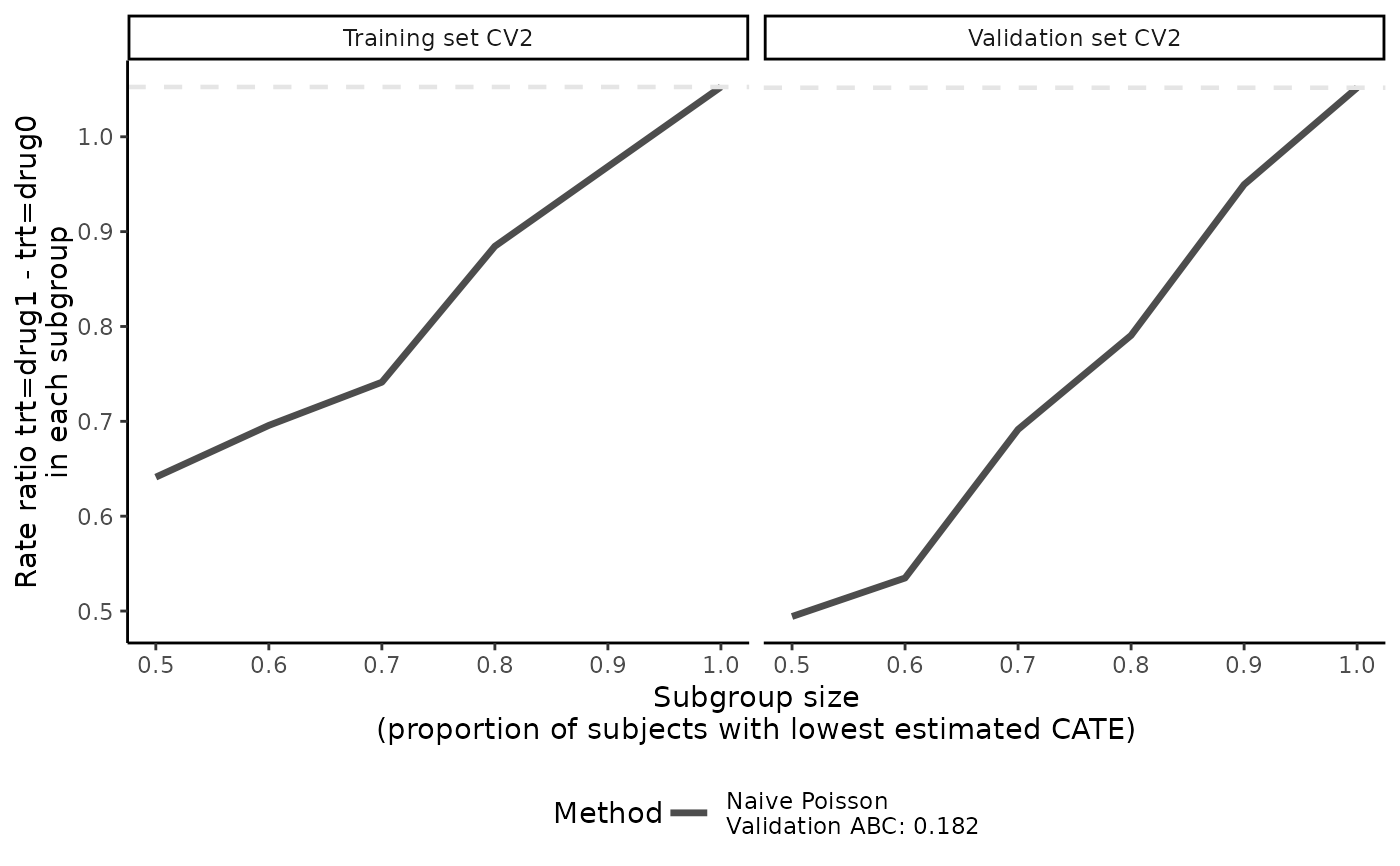 Training set CV2
Validation set CV2
Rate ratio trt=drug1 - trt=drug0
in each subgroup
1.0
0.9
0.8
0.7
0.6
0.5
0.5
0.6
0.7
0.8
0.9
1.0
0.5
0.6
0.7
0.8
0.9
1.0
Subgroup size
(proportion of subjects with lowest estimated CATE)
Method
Naive Poisson
Validation ABC: 0.182